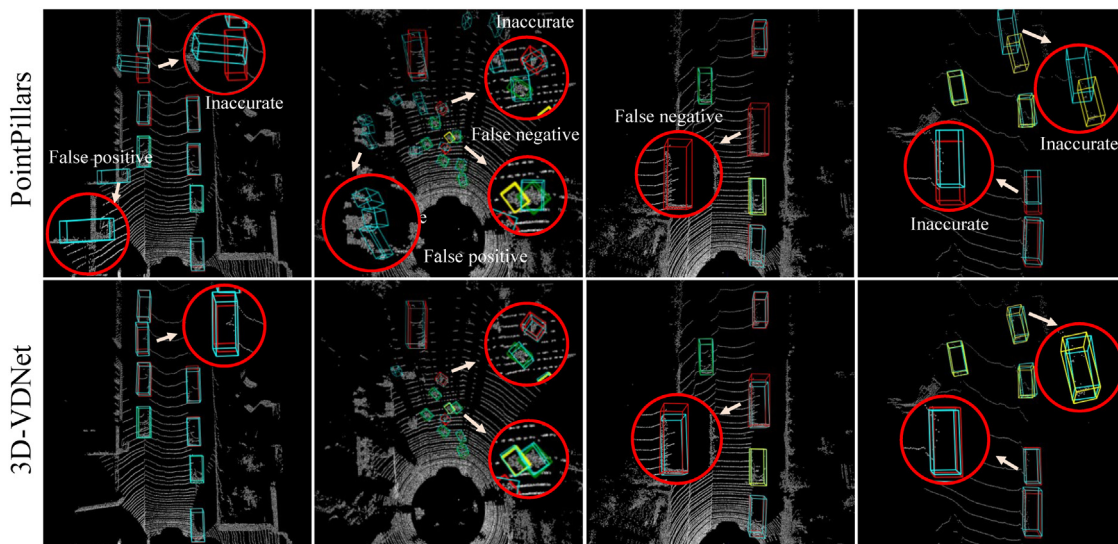 PointPillars
Inaccurate
False positive
Inaccurate
False negative
False positive
False negative
Inaccurate
Inaccurate
3D-VDNet